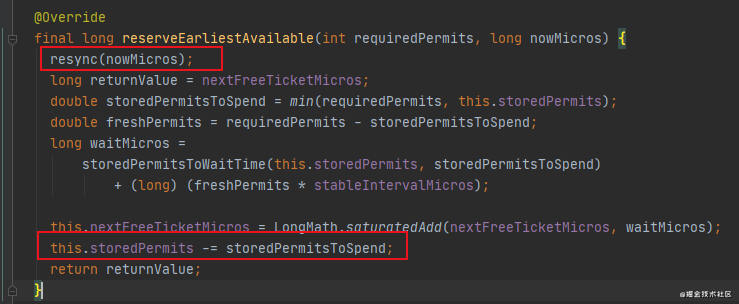 @Override
final long reserveEarliestAvailable(int requiredPermits, long nowMicros) {
resync(nowMicros);
long returnValue = nextFreeTicketMicros;
double storedPermitsToSpend = min(requiredPermits, this.storedPermits);
double freshPermits = requiredPermits - storedPermitsToSpend;
long waitMicros =
storedPermitsToWaitTime(this.storedPermits, storedPermitsToSpend)
+ (long) (freshPermits * stableIntervalMicros);
this.nextFreeTicketMicros = LongMath.saturatedAdd(nextFreeTicketMicros, waitMicros);
this.storedPermits -= storedPermitsToSpend;
return returnValue;
}
@掘金技术社区